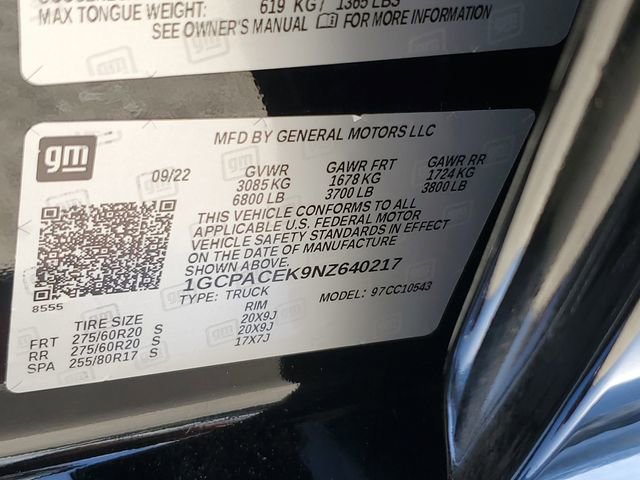 MAX TONGUE WEIGHT: 619 KG / 1365 LBS
SEE OWNER'S MANUAL FOR MORE INFORMATION
gm
MFD BY GENERAL MOTORS LLC
09/22 GVWR GAWR FRT GAWR RR
3085 KG 1678 KG 1724 KG
6800 LB 3700 LB 3800 LB
THIS VEHICLE CONFORMS TO ALL
APPLICABLE U.S. FEDERAL MOTOR
VEHICLE SAFETY STANDARDS IN EFFECT
ON THE DATE OF MANUFACTURE
SHOWN ABOVE.
1GCPACEK9NZ640217
TYPE: TRUCK MODEL: 97CC10543
8555
TIRE SIZE RIM
FRT 275/60R20 S 20X9J
RR 275/60R20 S 20X9J
SPA 255/80R17 S 17X7J